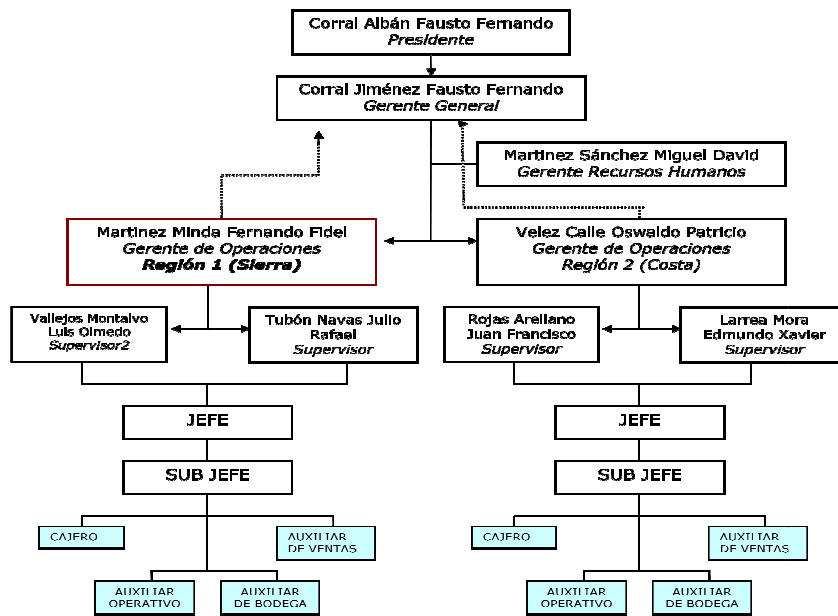 Corral Albán Fausto Fernando
Presidente
Corral Jiménez Fausto Fernando
Gerente General
Martinez Sánchez Miguel David
Gerente Recursos Humanos
Martinez Minda Fernando Fidel
Gerente de Operaciones
Región 1 (Sierra)
Velez Calle Oswaldo Patricio
Gerente de Operaciones
Región 2 (Costa)
Vallejos Montalvo
Luis Olmedo
Supervisor2
Tubón Navas Julio
Rafael
Supervisor
Rojas Arellano
Juan Francisco
Supervisor
Larrea Mora
Edmundo Xavier
Supervisor
JEFE
SUB JEFE
CAJERO
AUXILIAR
DE VENTAS
AUXILIAR
OPERATIVO
AUXILIAR
DE BODEGA
JEFE
SUB JEFE
CAJERO
AUXILIAR
DE VENTAS
AUXILIAR
OPERATIVO
AUXILIAR
DE BODEGA